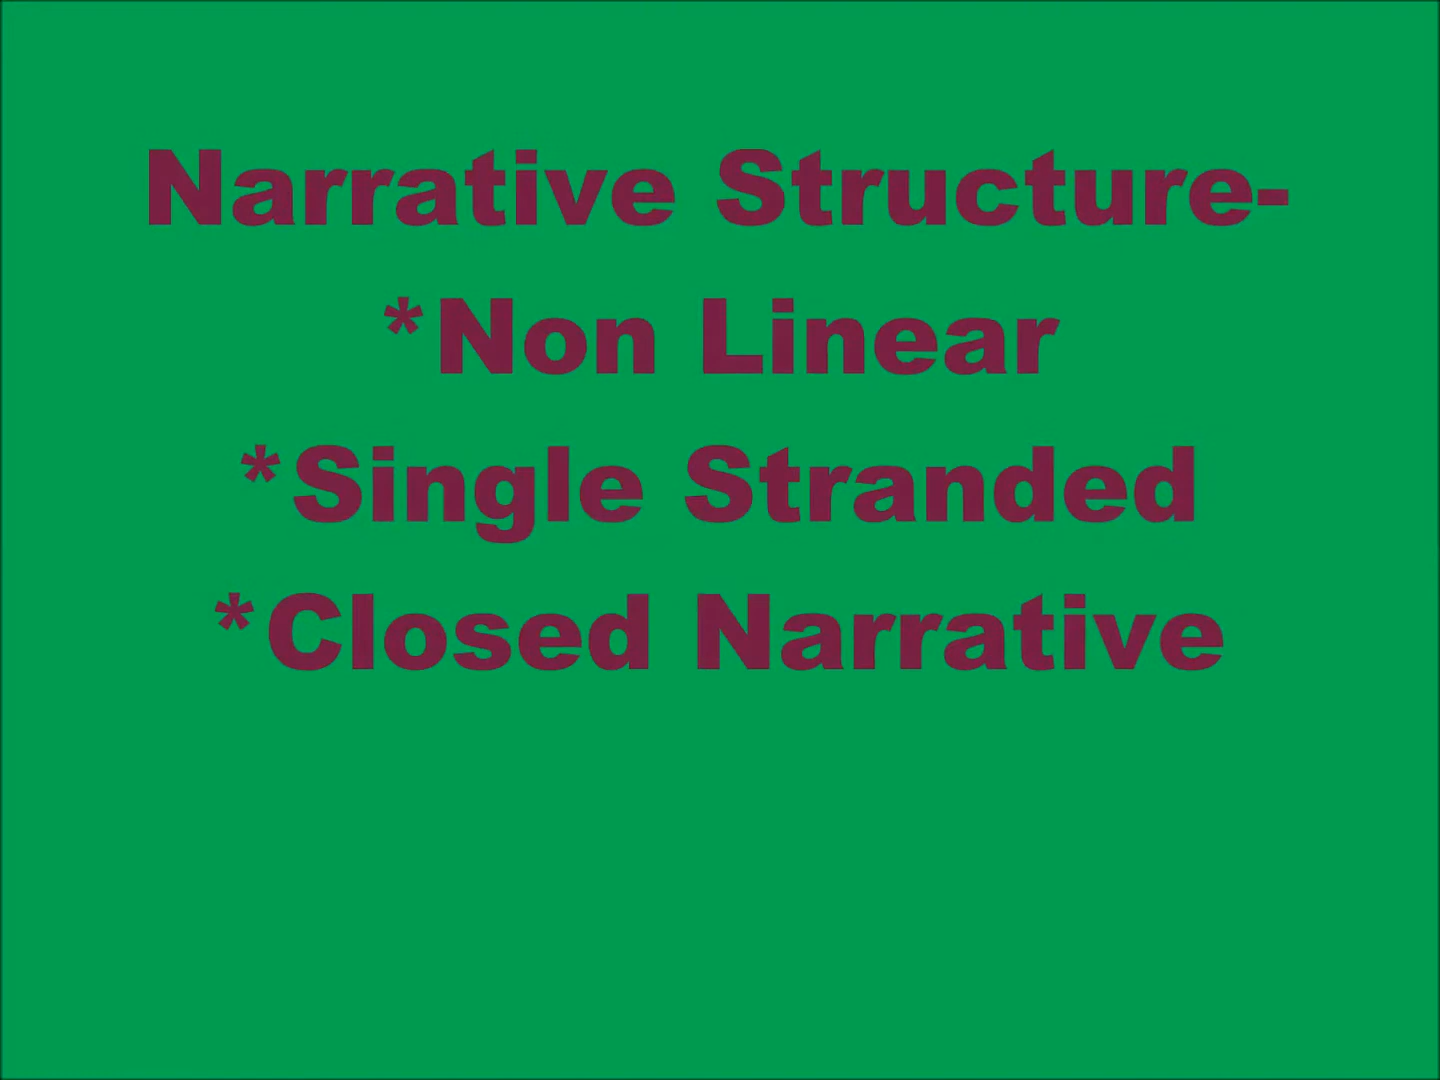 Narrative Structure-
*Non Linear
*Single Stranded
*Closed Narrative